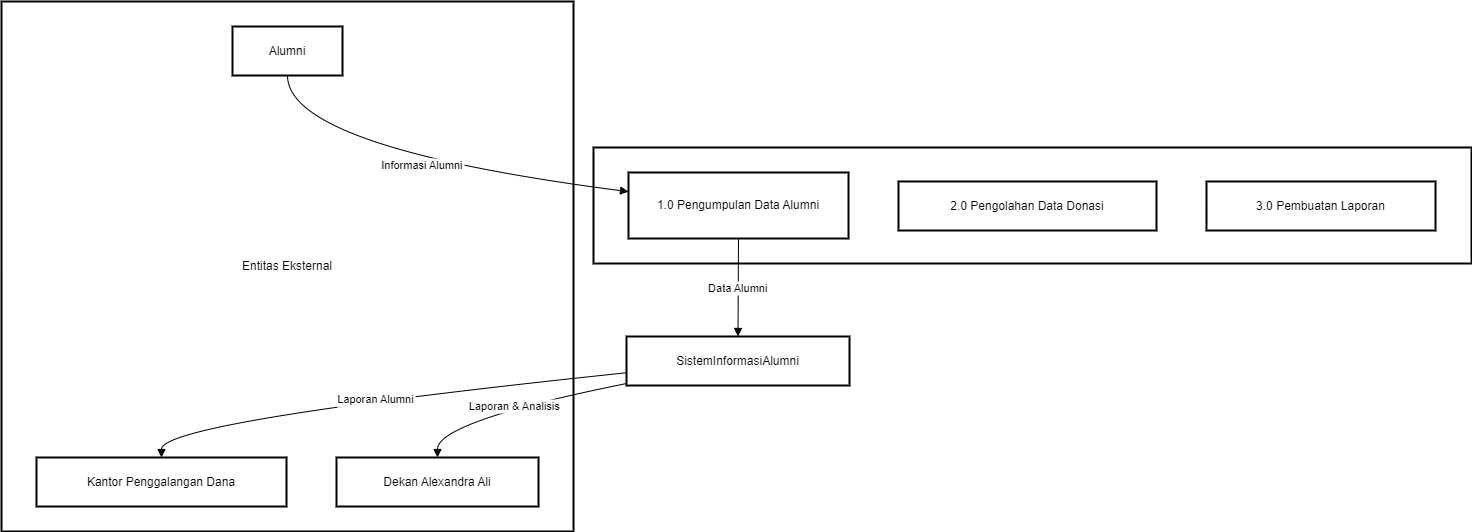 Alumni
Informasi Alumni
1.0 Pengumpulan Data Alumni
2.0 Pengolahan Data Donasi
3.0 Pembuatan Laporan
Entitas Eksternal
Data Alumni
SistemInformasiAlumni
Laporan Alumni
Laporan & Analisis
Kantor Penggalangan Dana
Dekan Alexandra Ali